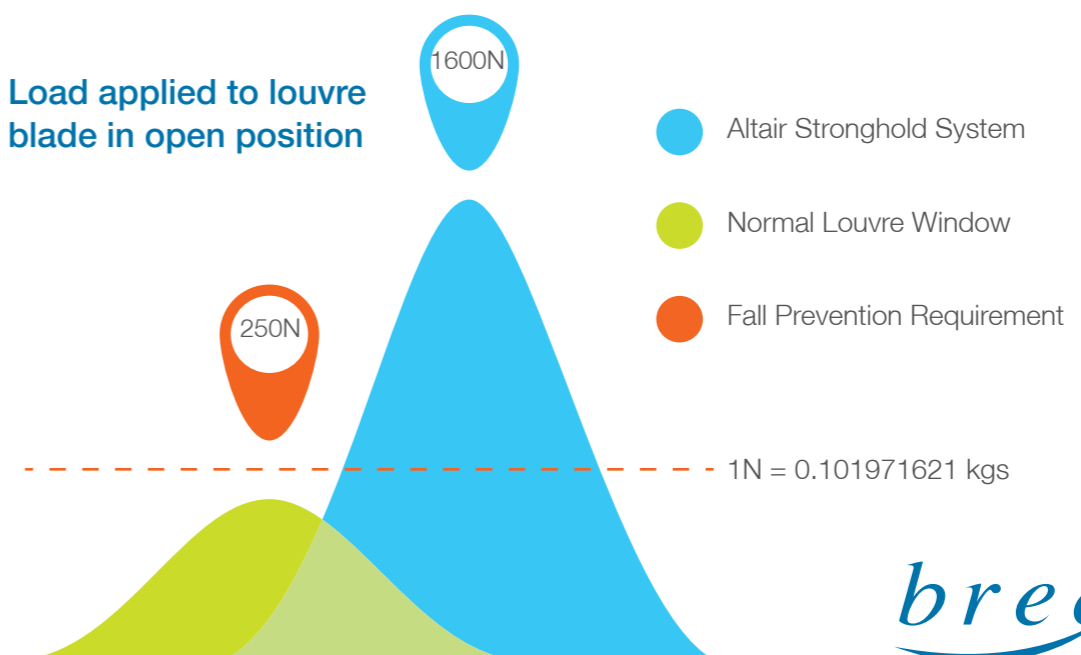 Load applied to louvre
blade in open position
1600N
Altair Stronghold System
Normal Louvre Window
250N
Fall Prevention Requirement
1N = 0.101971621 kgs